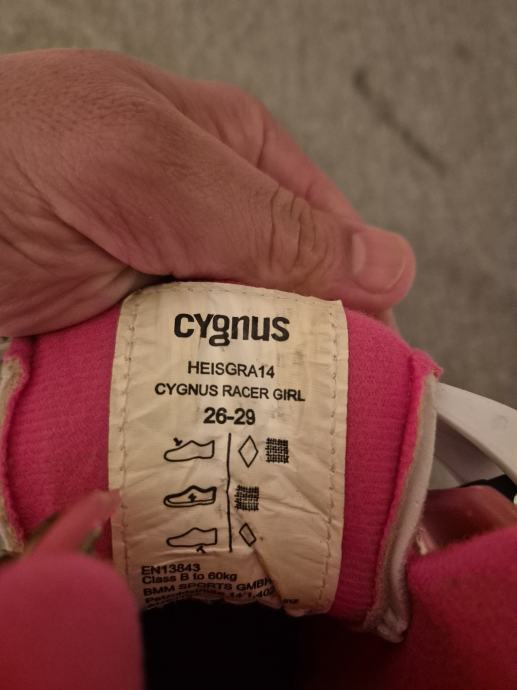 cygnus
HEISGRA14
CYGNUS RACER GIRL
26-29
EN13843
Class B to 60kg
BMM SPORTS GMBH